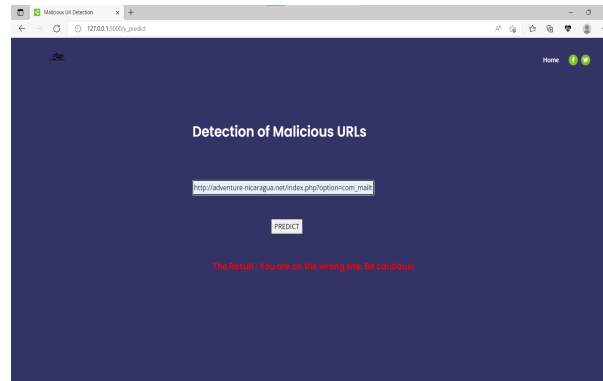 Malicious Url Detection
127.0.0.1:5000/y_predict
Home
Detection of Malicious URLs
http://adventure-nicaragua.net/index.php?option=com_mailt
PREDICT
The Result : You are on the wrong site. Be cautious!